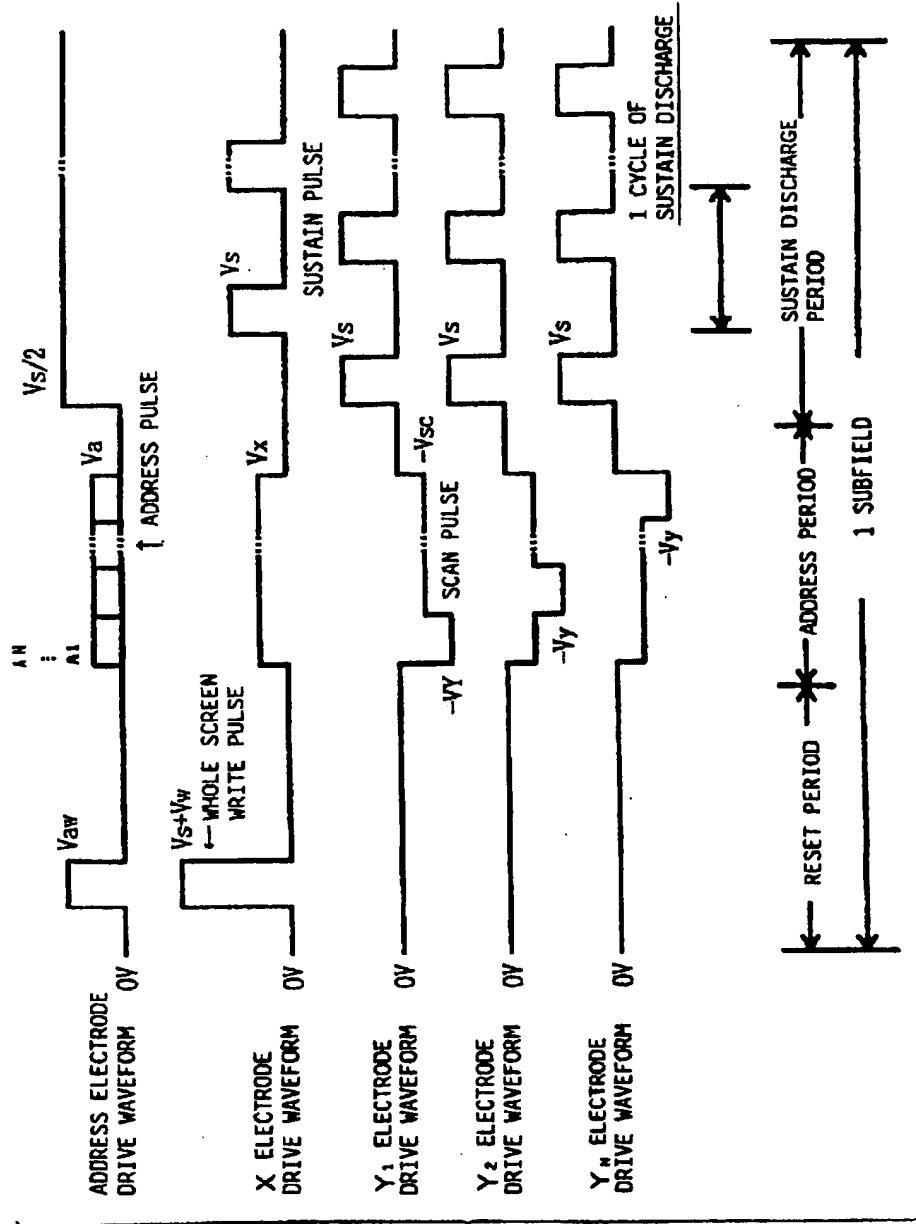 ADDRESS ELECTRODE
DRIVE WAVEFORM
0V
Vaw
A N
⋮
A1
Va
↑ ADDRESS PULSE
Vs/2
X ELECTRODE
DRIVE WAVEFORM
0V
Vs+Vw
←WHOLE SCREEN
WRITE PULSE
Vx
Vs
SUSTAIN PULSE
Y1 ELECTRODE
DRIVE WAVEFORM
0V
-VY
SCAN PULSE
-Vsc
Vs
Y2 ELECTRODE
DRIVE WAVEFORM
0V
-Vy
Vs
YN ELECTRODE
DRIVE WAVEFORM
0V
-Vy
Vs
1 CYCLE OF
SUSTAIN DISCHARGE
RESET PERIOD
ADDRESS PERIOD
SUSTAIN DISCHARGE
PERIOD
1 SUBFIELD